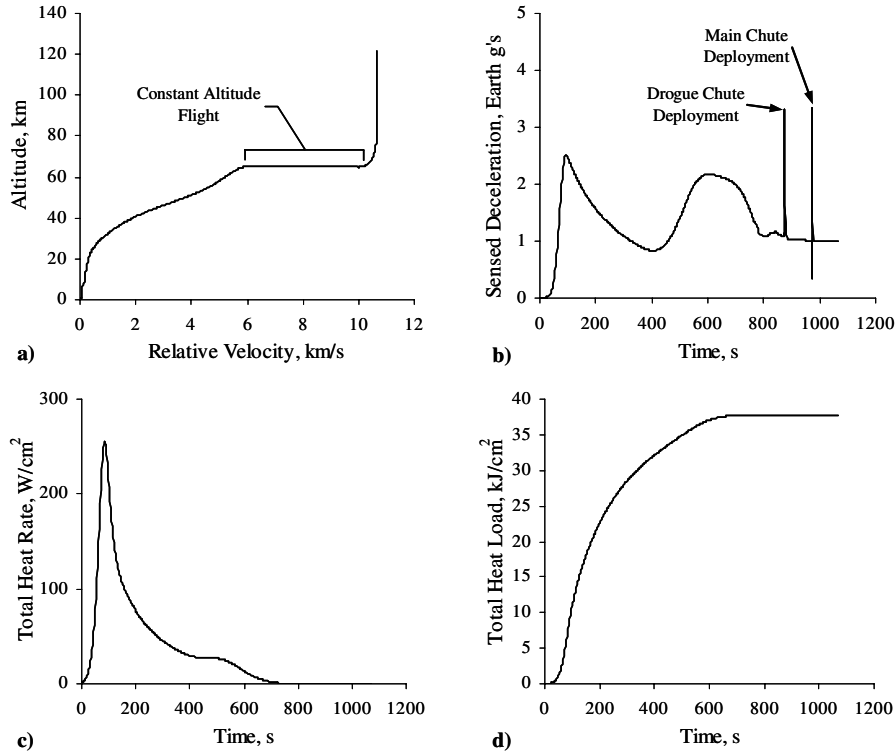 140
120
100
80
60
40
20
0
Altitude, km
Constant Altitude
Flight
0 2 4 6 8 10 12
Relative Velocity, km/s
a)
5
4
3
2
1
0
Sensed Deceleration, Earth g's
Main Chute
Deployment
Drogue Chute
Deployment
0 200 400 600 800 1000 1200
Time, s
b)
300
200
100
0
Total Heat Rate, W/cm²
0 200 400 600 800 1000 1200
Time, s
c)
40
35
30
25
20
15
10
5
0
Total Heat Load, kJ/cm²
0 200 400 600 800 1000 1200
Time, s
d)